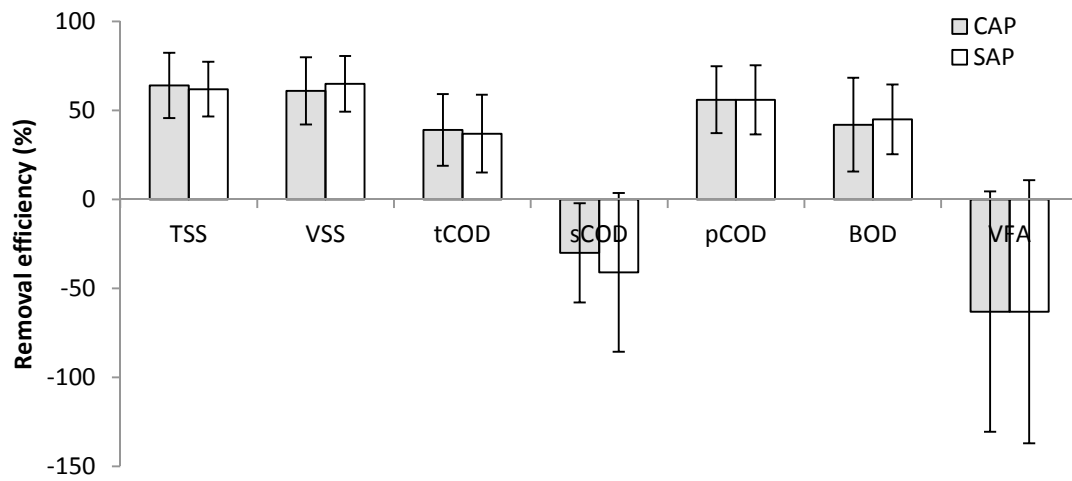 100
50
0
-50
-100
-150
Removal efficiency (%)
TSS VSS tCOD sCOD pCOD BOD VFA
CAP
SAP